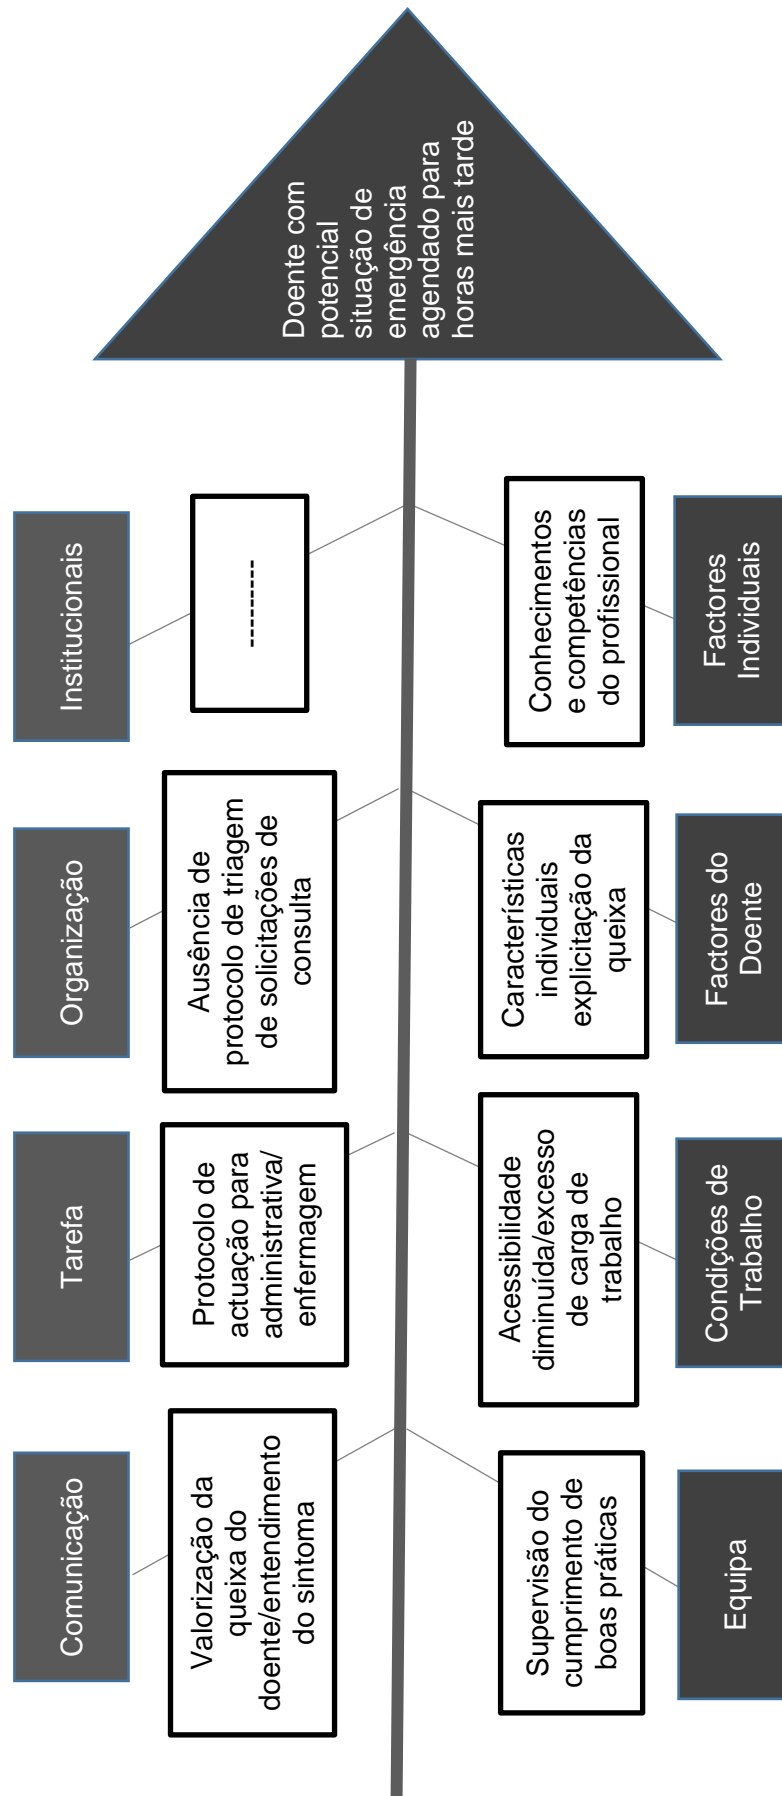 Comunicação
Tarefa
Organização
Institucionais
Valorização da
queixa do
doente/entendimento
do sintoma
Protocolo de
actuação para
administrativa/
enfermagem
Ausência de
protocolo de triagem
de solicitações de
consulta
---------
Doente com
potencial
situação de
emergência
agendado para
horas mais tarde
Supervisão do
cumprimento de
boas práticas
Acessibilidade
diminuída/excesso
de carga de
trabalho
Características
individuais
explicitação da
queixa
Conhecimentos
e competências
do profissional
Equipa
Condições de
Trabalho
Factores do
Doente
Factores
Individuais